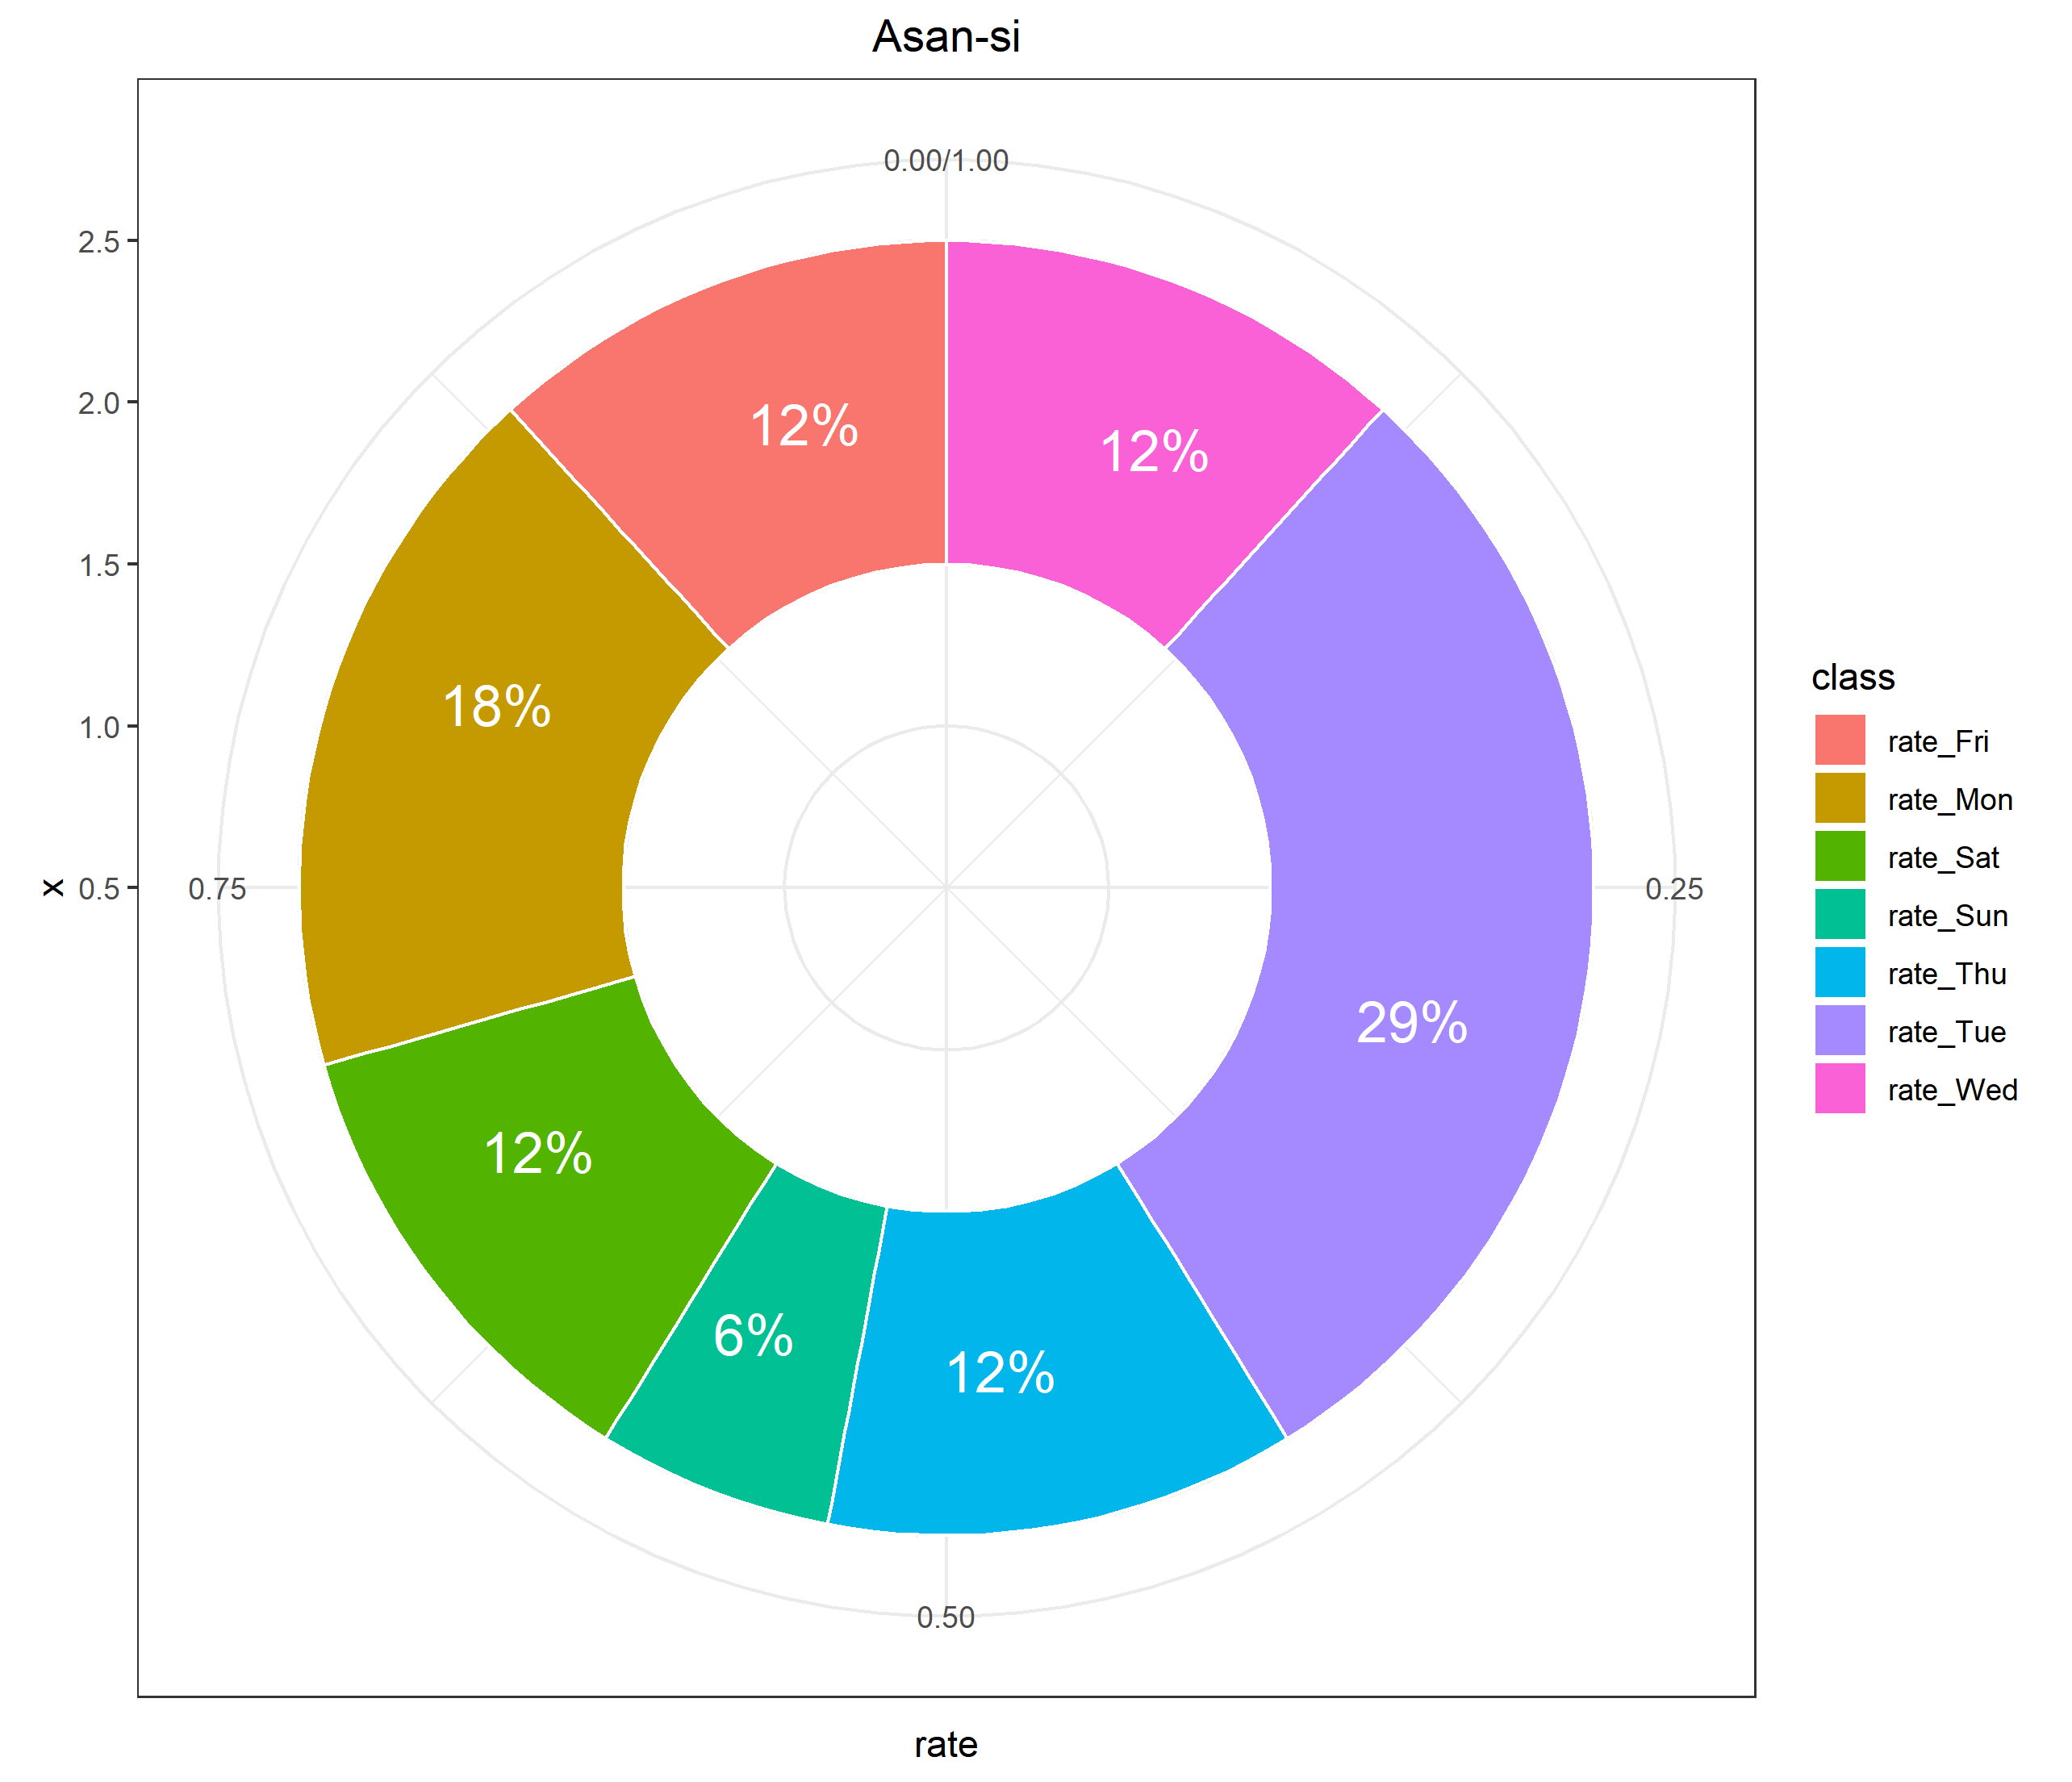 Asan-si
0.00/1.00
2.5
2.0
1.5
1.0
0.5
x
0.75
0.25
0.50
12%
12%
18%
29%
12%
6%
12%
rate
class
rate_Fri
rate_Mon
rate_Sat
rate_Sun
rate_Thu
rate_Tue
rate_Wed